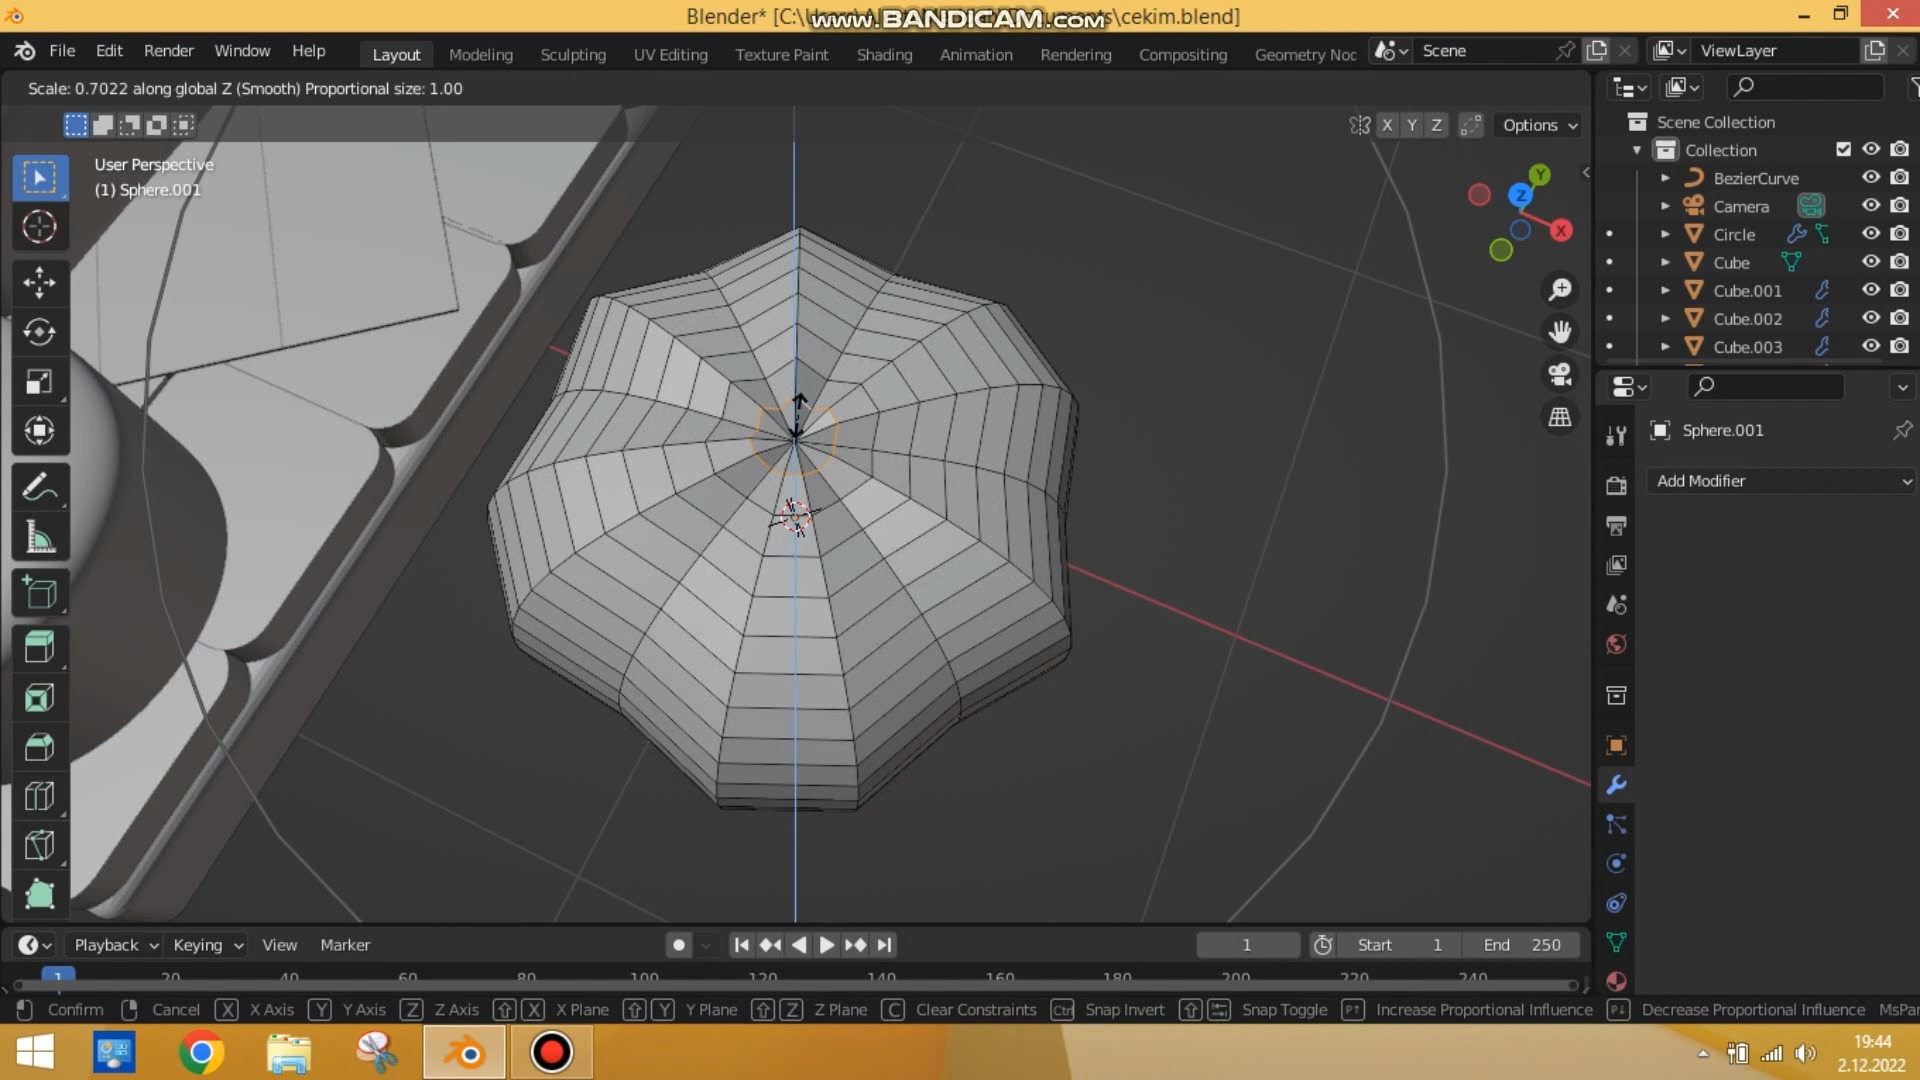 Blender* [C:\Users\
www.BANDICAM.com
\cekim.blend]
File Edit Render Window Help
Layout Modeling Sculpting UV Editing Texture Paint Shading Animation Rendering Compositing Geometry Noc
Scene
ViewLayer
Scale: 0.7022 along global Z (Smooth) Proportional size: 1.00
X Y Z
Options
User Perspective
(1) Sphere.001
Y
Z
X
Scene Collection
Collection
BezierCurve
Camera
Circle
Cube
Cube.001
Cube.002
Cube.003
Sphere.001
Add Modifier
Playback Keying View Marker
1
Start 1 End 250
1 20 40 60 80 100 120 140 160 180 200 220 240
Confirm Cancel X X Axis Y Y Axis Z Z Axis X X Plane Y Y Plane Z Z Plane C Clear Constraints Ctrl Snap Invert Snap Toggle Increase Proportional Influence Decrease Proportional Influence MsPa
19:44
2.12.2022